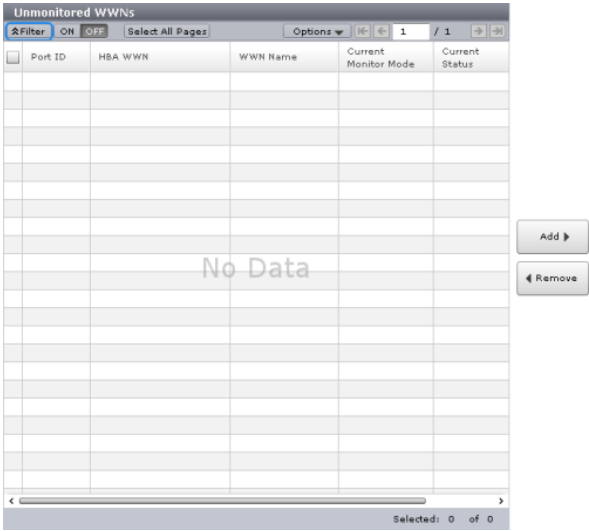 Unmonitored WWNs
Filter ON OFF Select All Pages Options 1 / 1
Port ID HBA WWN WWN Name Current Monitor Mode Current Status
No Data
Add
Remove
Selected: 0 of 0